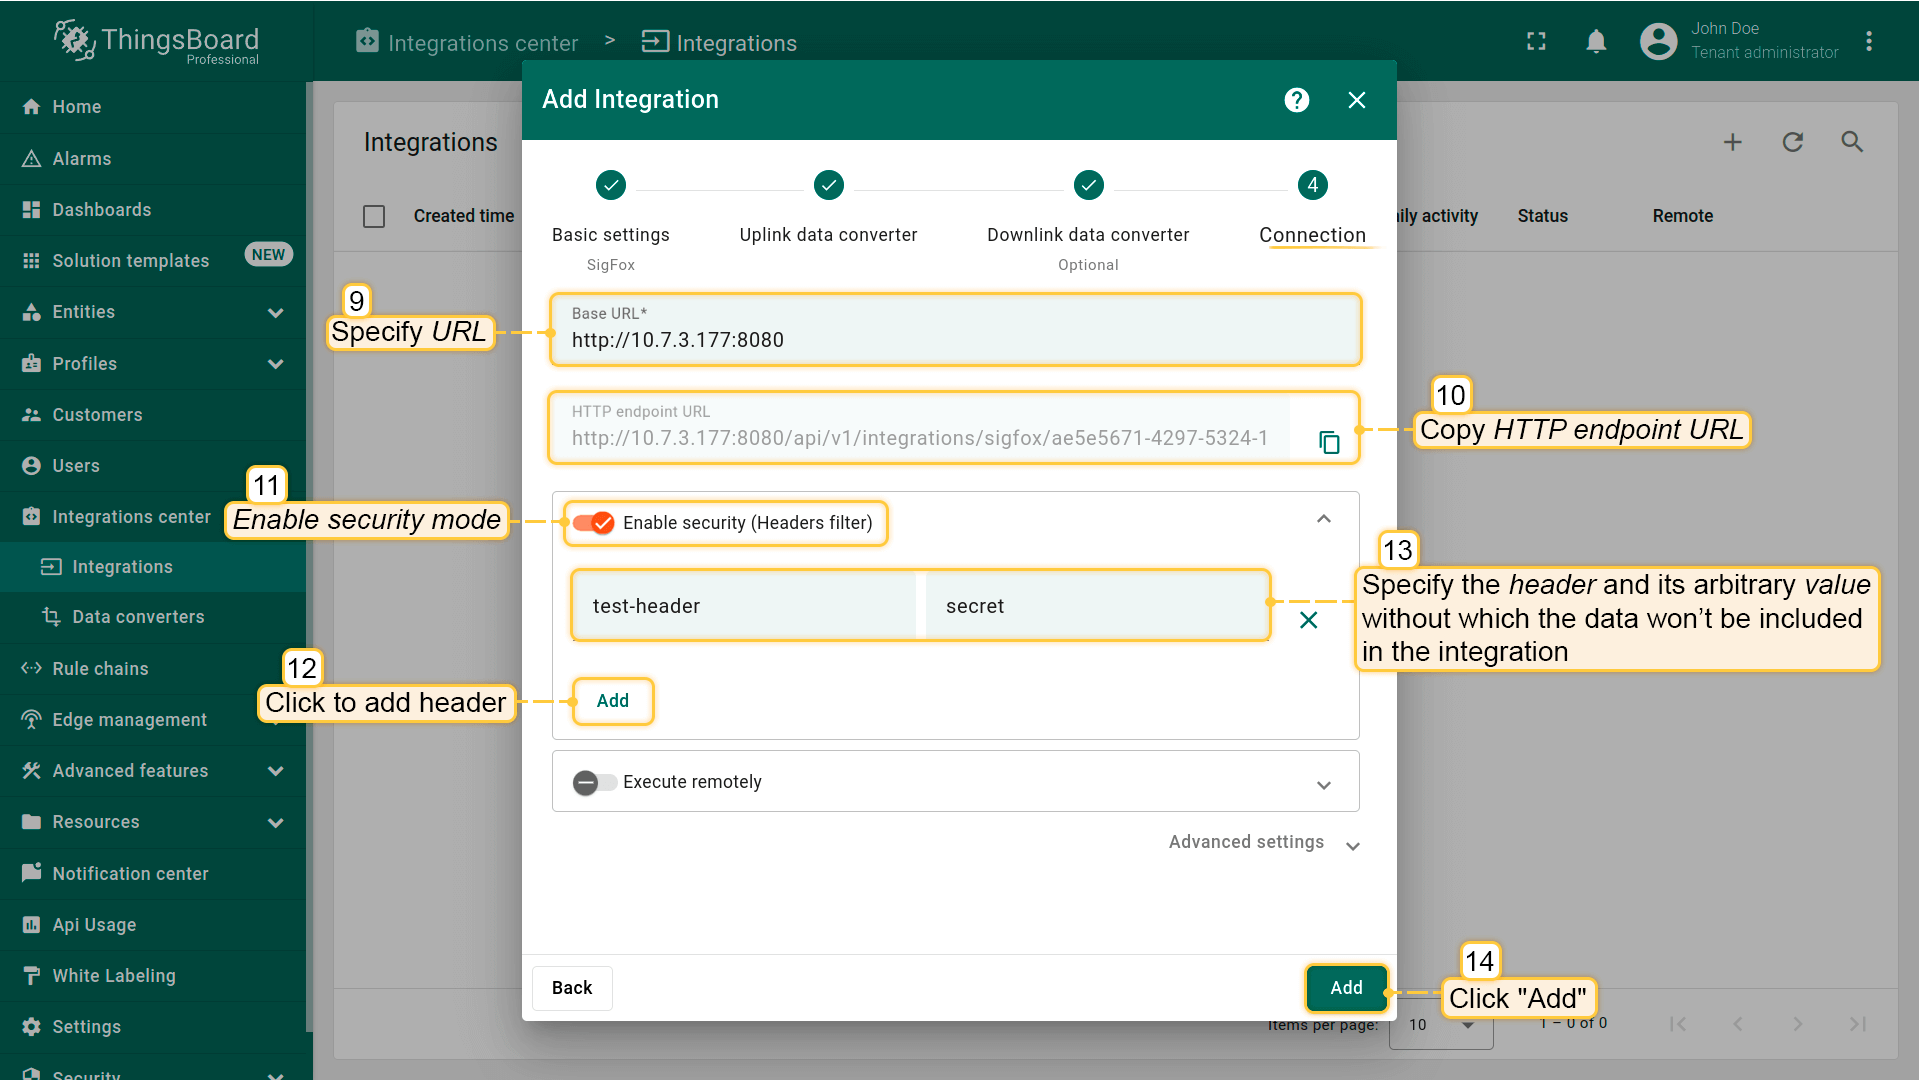 ThingsBoard
Professional
Integrations center > Integrations
John Doe
Tenant administrator
Home
Alarms
Dashboards
Solution templates
NEW
Entities
Profiles
Customers
Users
Integrations center
Integrations
Data converters
Rule chains
Edge management
Advanced features
Resources
Notification center
Api Usage
White Labeling
Settings
Security
Integrations
Created time
ily activity
Status
Remote
Add Integration
4
Basic settings
SigFox
Uplink data converter
Downlink data converter
Optional
Connection
9
Specify URL
Base URL*
http://10.7.3.177:8080
10
Copy HTTP endpoint URL
HTTP endpoint URL
http://10.7.3.177:8080/api/v1/integrations/sigfox/ae5e5671-4297-5324-1
11
Enable security mode
Enable security (Headers filter)
13
Specify the header and its arbitrary value
without which the data won't be included
in the integration
test-header
secret
12
Click to add header
Add
Execute remotely
Advanced settings
Back
Add
14
Click "Add"
Items per page:
10
1 – 0 of 0